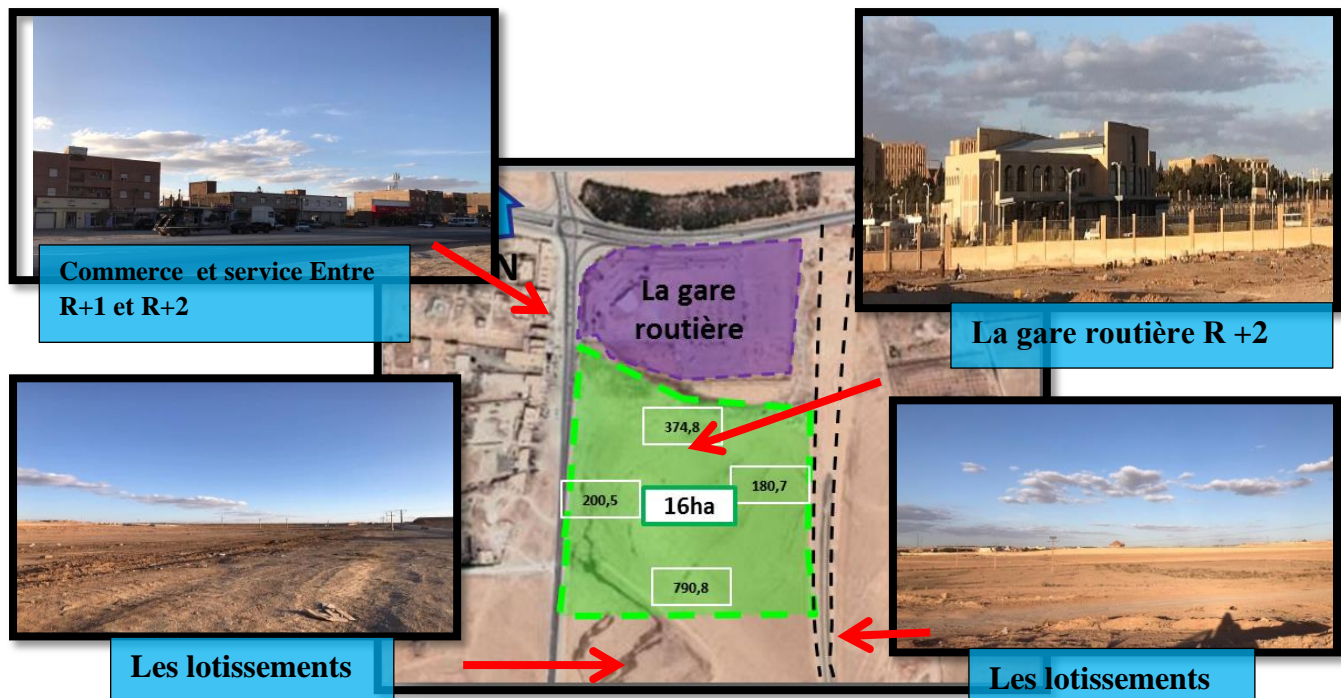 Commerce et service Entre
R+1 et R+2
N
La gare
routière
La gare routière R +2
374,8
200,5
180,7
16ha
790,8
Les lotissements
Les lotissements